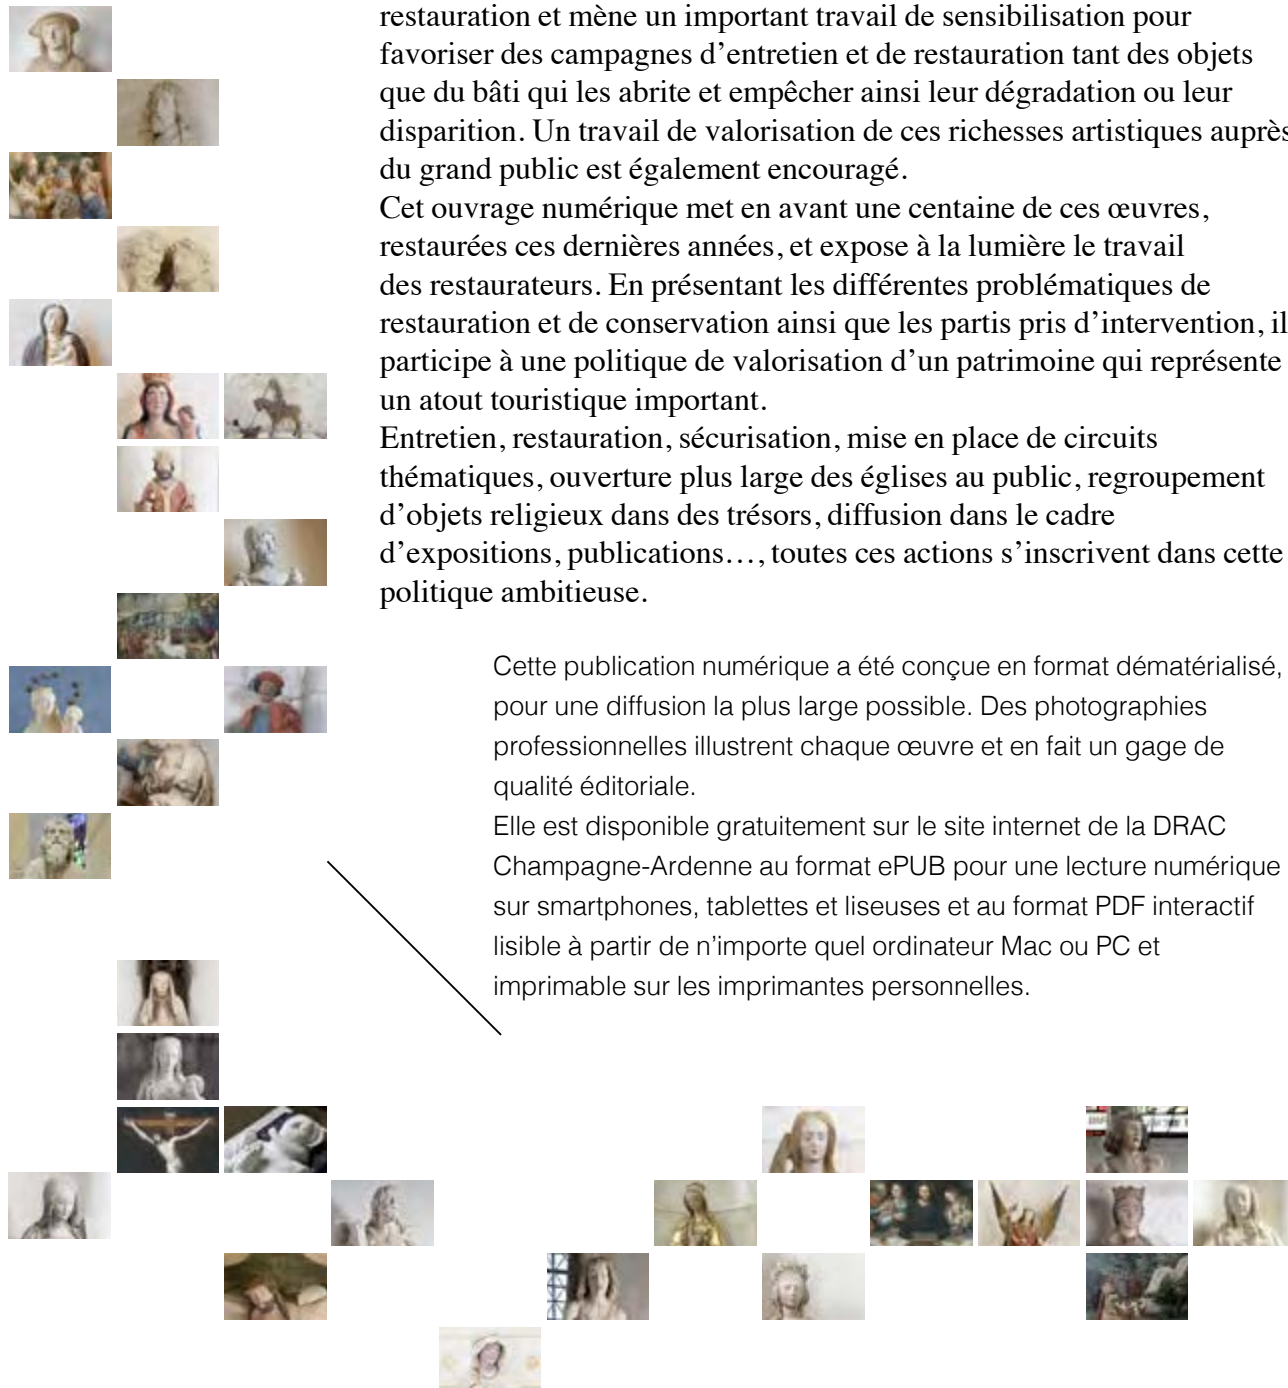 restauration et mène un important travail de sensibilisation pour
favoriser des campagnes d’entretien et de restauration tant des objets
que du bâti qui les abrite et empêcher ainsi leur dégradation ou leur
disparition. Un travail de valorisation de ces richesses artistiques auprès
du grand public est également encouragé.
Cet ouvrage numérique met en avant une centaine de ces œuvres,
restaurées ces dernières années, et expose à la lumière le travail
des restaurateurs. En présentant les différentes problématiques de
restauration et de conservation ainsi que les partis pris d’intervention, il
participe à une politique de valorisation d’un patrimoine qui représente
un atout touristique important.
Entretien, restauration, sécurisation, mise en place de circuits
thématiques, ouverture plus large des églises au public, regroupement
d’objets religieux dans des trésors, diffusion dans le cadre
d’expositions, publications…, toutes ces actions s’inscrivent dans cette
politique ambitieuse.
Cette publication numérique a été conçue en format dématérialisé,
pour une diffusion la plus large possible. Des photographies
professionnelles illustrent chaque œuvre et en fait un gage de
qualité éditoriale.
Elle est disponible gratuitement sur le site internet de la DRAC
Champagne-Ardenne au format ePUB pour une lecture numérique
sur smartphones, tablettes et liseuses et au format PDF interactif
lisible à partir de n’importe quel ordinateur Mac ou PC et
imprimable sur les imprimantes personnelles.